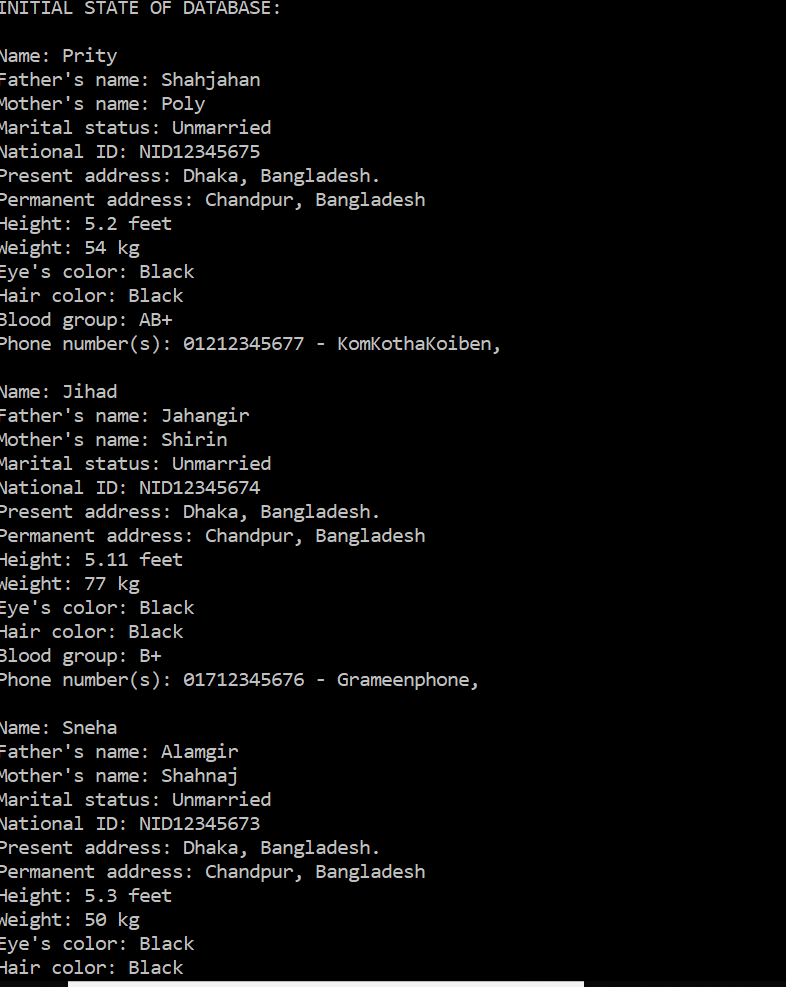 INITIAL STATE OF DATABASE:
Name: Prity
Father's name: Shahjahan
Mother's name: Poly
Marital status: Unmarried
National ID: NID12345675
Present address: Dhaka, Bangladesh.
Permanent address: Chandpur, Bangladesh
Height: 5.2 feet
Weight: 54 kg
Eye's color: Black
Hair color: Black
Blood group: AB+
Phone number(s): 01212345677 - KomKothaKoiben,
Name: Jihad
Father's name: Jahangir
Mother's name: Shirin
Marital status: Unmarried
National ID: NID12345674
Present address: Dhaka, Bangladesh.
Permanent address: Chandpur, Bangladesh
Height: 5.11 feet
Weight: 77 kg
Eye's color: Black
Hair color: Black
Blood group: B+
Phone number(s): 01712345676 - Grameenphone,
Name: Sneha
Father's name: Alamgir
Mother's name: Shahnaj
Marital status: Unmarried
National ID: NID12345673
Present address: Dhaka, Bangladesh.
Permanent address: Chandpur, Bangladesh
Height: 5.3 feet
Weight: 50 kg
Eye's color: Black
Hair color: Black